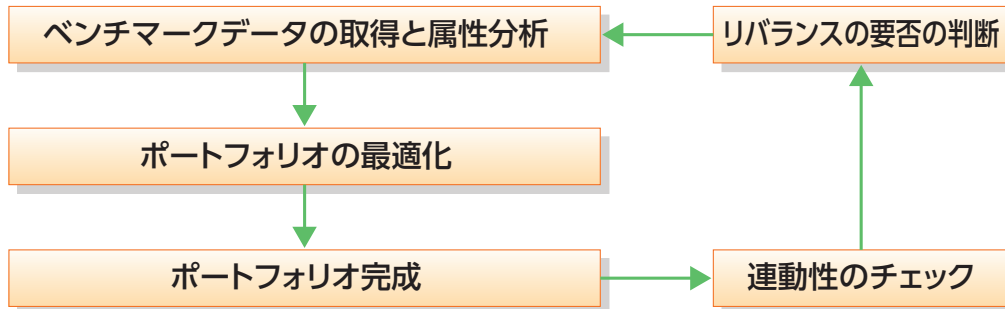 ベンチマークデータの取得と属性分析
リバランスの要否の判断
ポートフォリオの最適化
ポートフォリオ完成
連動性のチェック